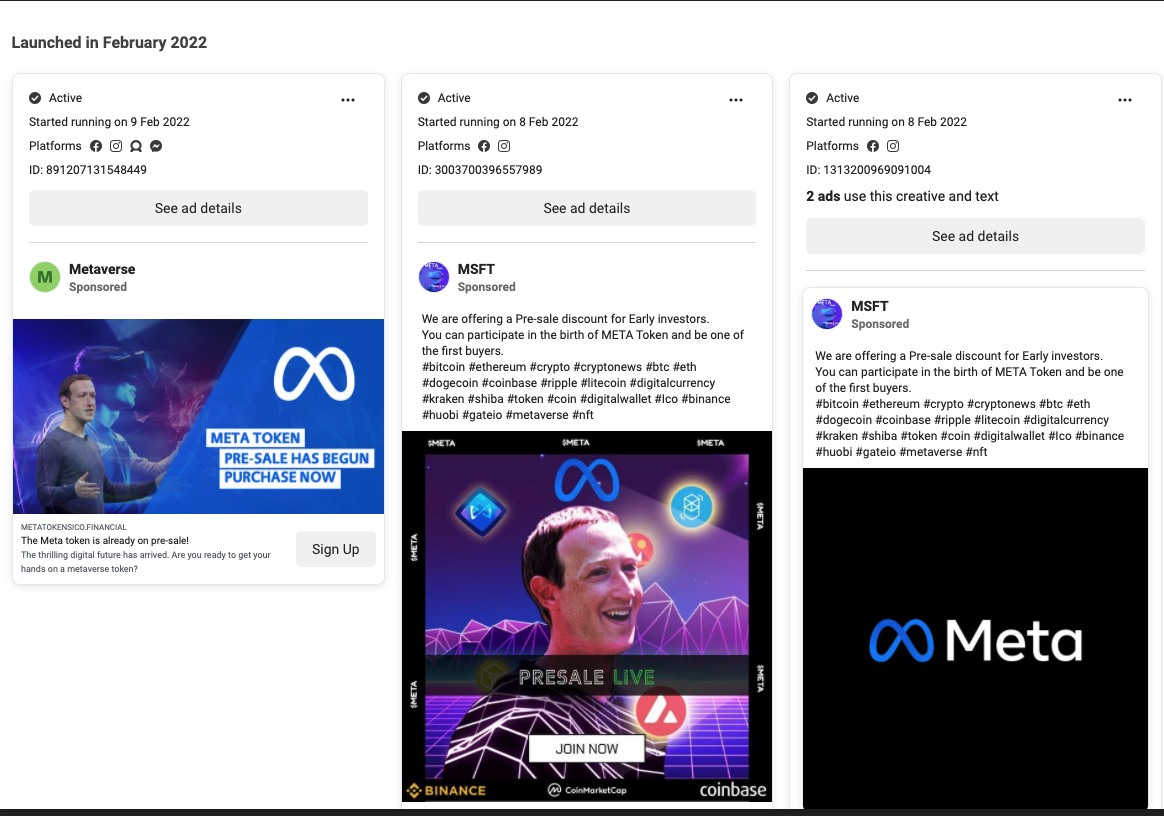 Launched in February 2022
Active
Started running on 9 Feb 2022
Platforms
ID: 891207131548449
See ad details
M
Metaverse
Sponsored
META TOKEN
PRE-SALE HAS BEGUN
PURCHASE NOW
METATOKENSICO.FINANCIAL
The Meta token is already on pre-sale!
The thrilling digital future has arrived. Are you ready to get your
hands on a metaverse token?
Sign Up
Active
Started running on 8 Feb 2022
Platforms
ID: 3003700396557989
See ad details
MSFT
Sponsored
We are offering a Pre-sale discount for Early investors.
You can participate in the birth of META Token and be one of
the first buyers.
#bitcoin #ethereum #crypto #cryptonews #btc #eth
#dogecoin #coinbase #ripple #litecoin #digitalcurrency
#kraken #shiba #token #coin #digitalwallet #Ico #binance
#huobi #gateio #metaverse #nft
$META $META $META
$META
$META
PRESALE LIVE
$META
$META
JOIN NOW
BINANCE CoinMarketCap coinbase
Active
Started running on 8 Feb 2022
Platforms
ID: 1313200969091004
2 ads use this creative and text
See ad details
MSFT
Sponsored
We are offering a Pre-sale discount for Early investors.
You can participate in the birth of META Token and be one
of the first buyers.
#bitcoin #ethereum #crypto #cryptonews #btc #eth
#dogecoin #coinbase #ripple #litecoin #digitalcurrency
#kraken #shiba #token #coin #digitalwallet #Ico #binance
#huobi #gateio #metaverse #nft
Meta